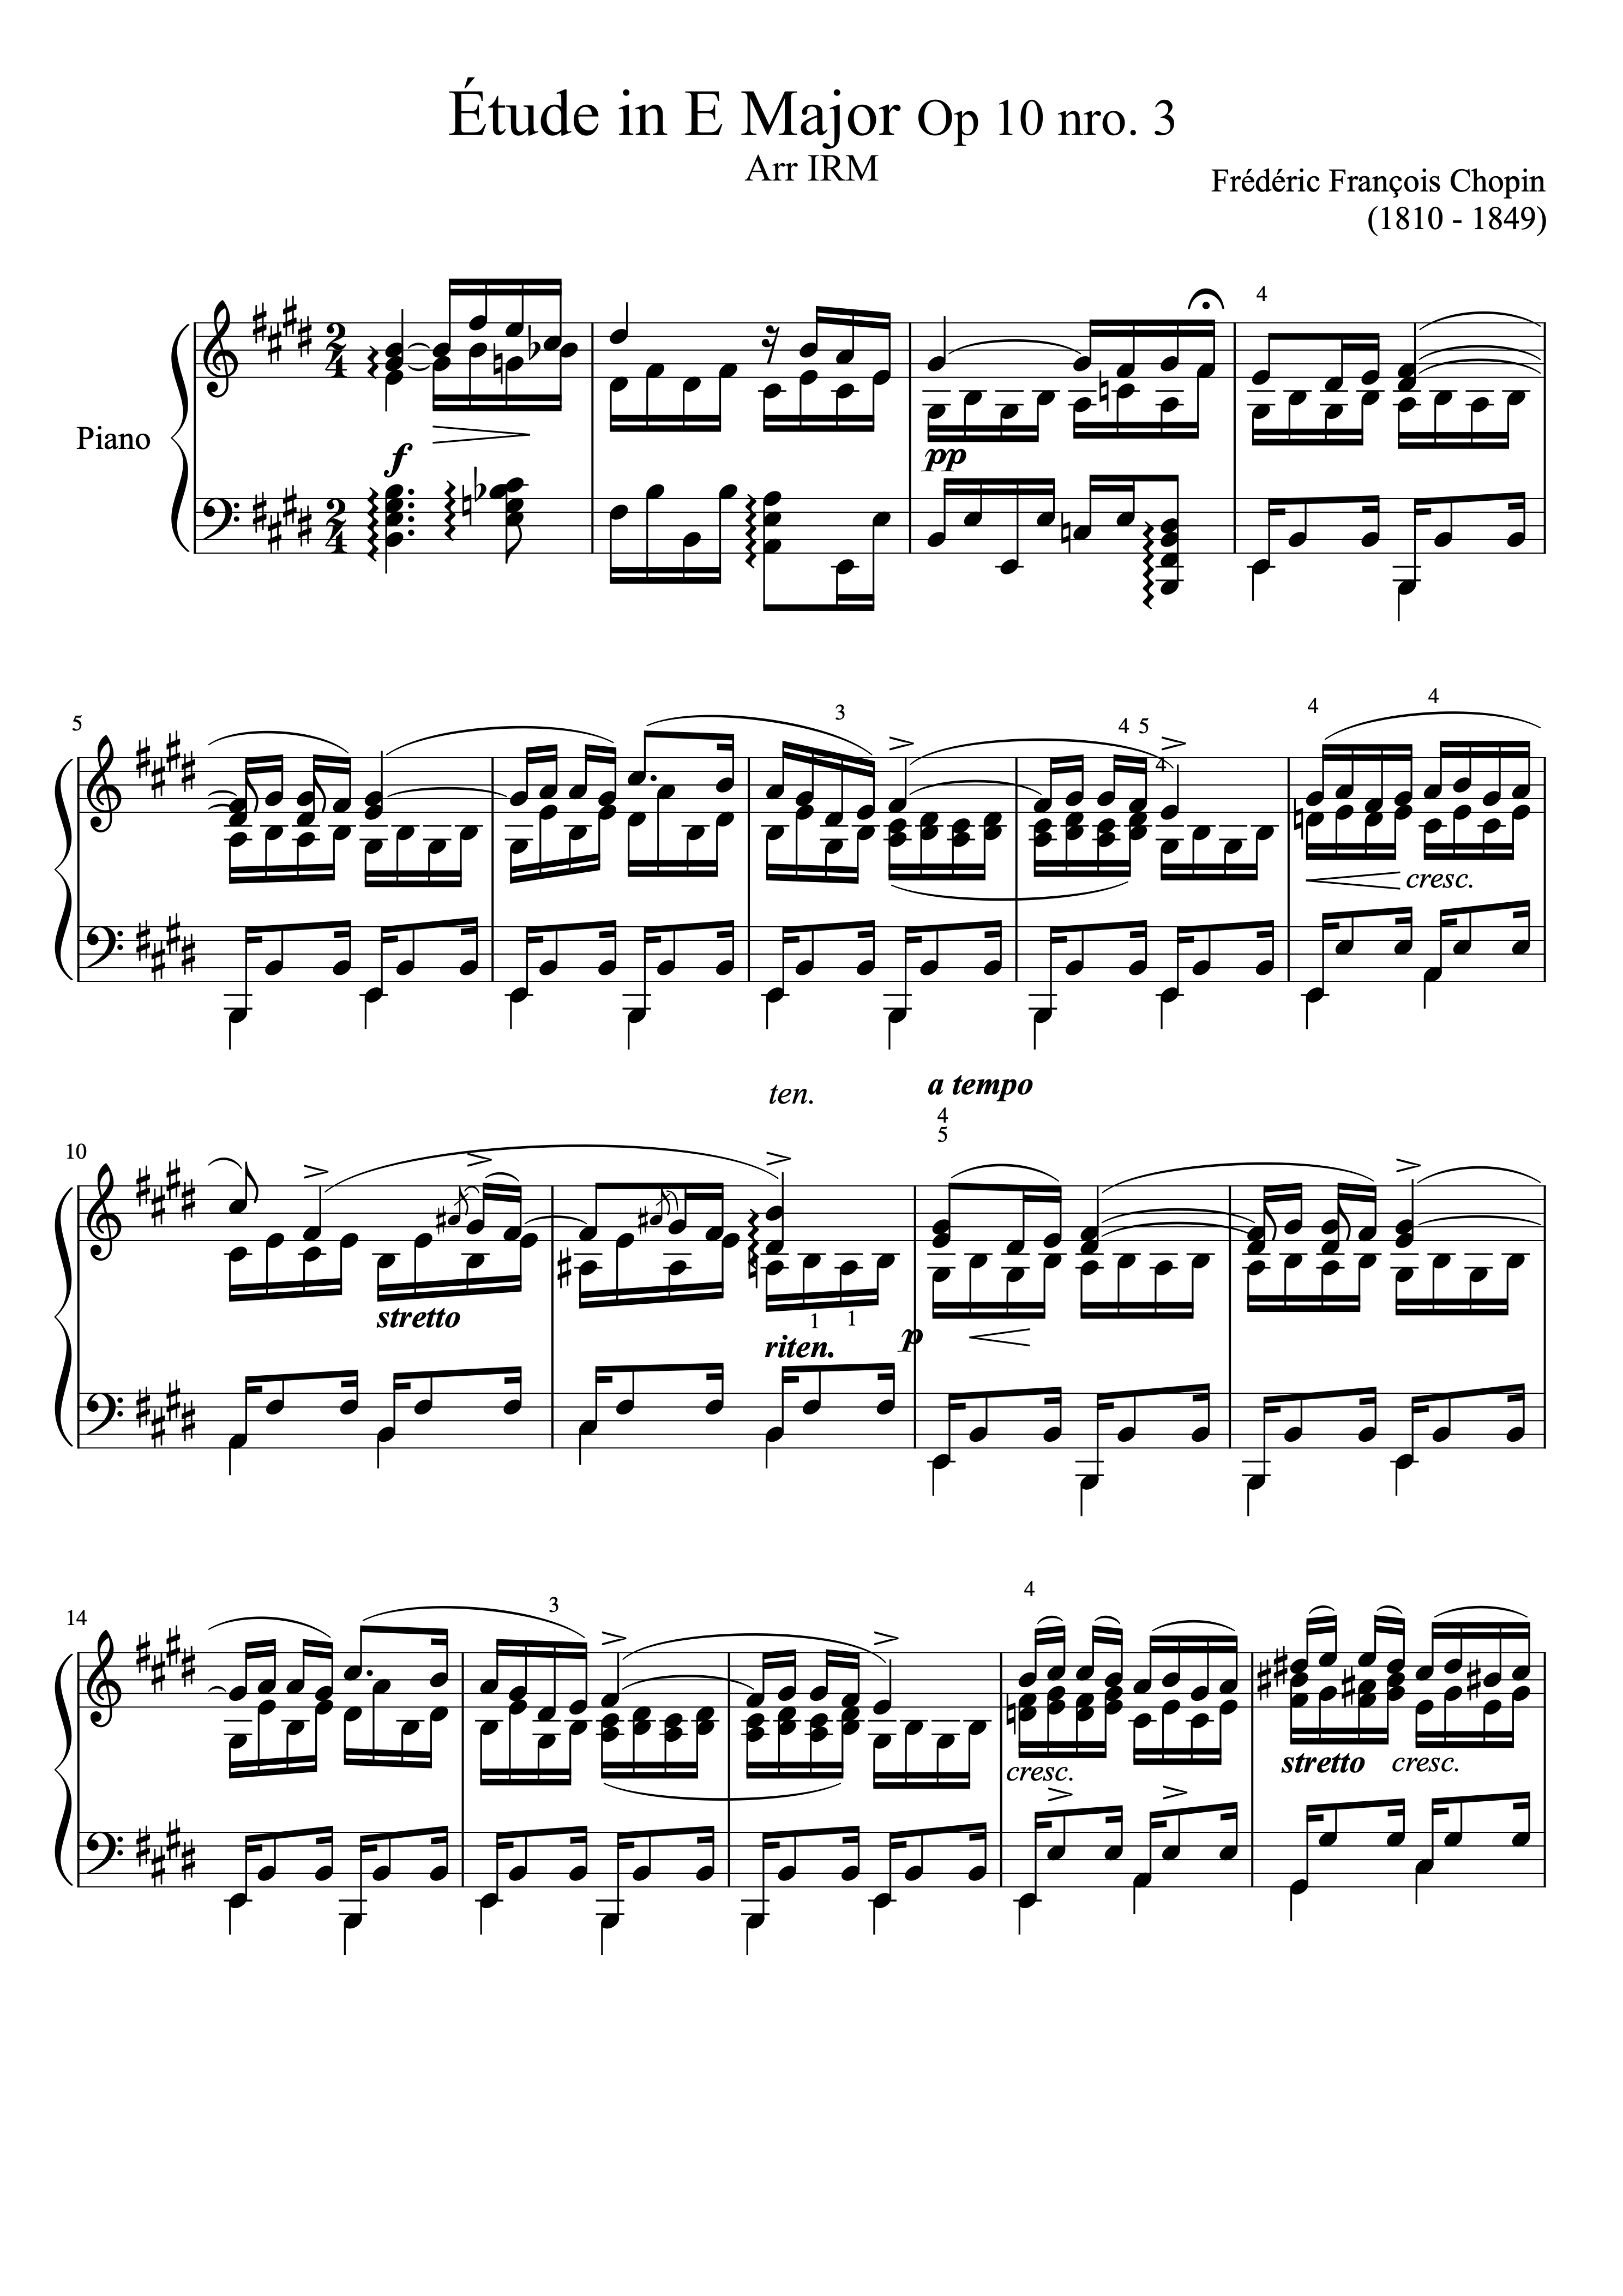 Étude in E Major Op 10 nro. 3
Arr IRM
Frédéric François Chopin
(1810 - 1849)
4
Piano
2 4
f
pp
2 4
5
3
4 5
4
4
4
cresc.
ten.
a tempo
4
5
10
stretto
1 1
riten.
p
14
3
4
cresc.
stretto cresc.